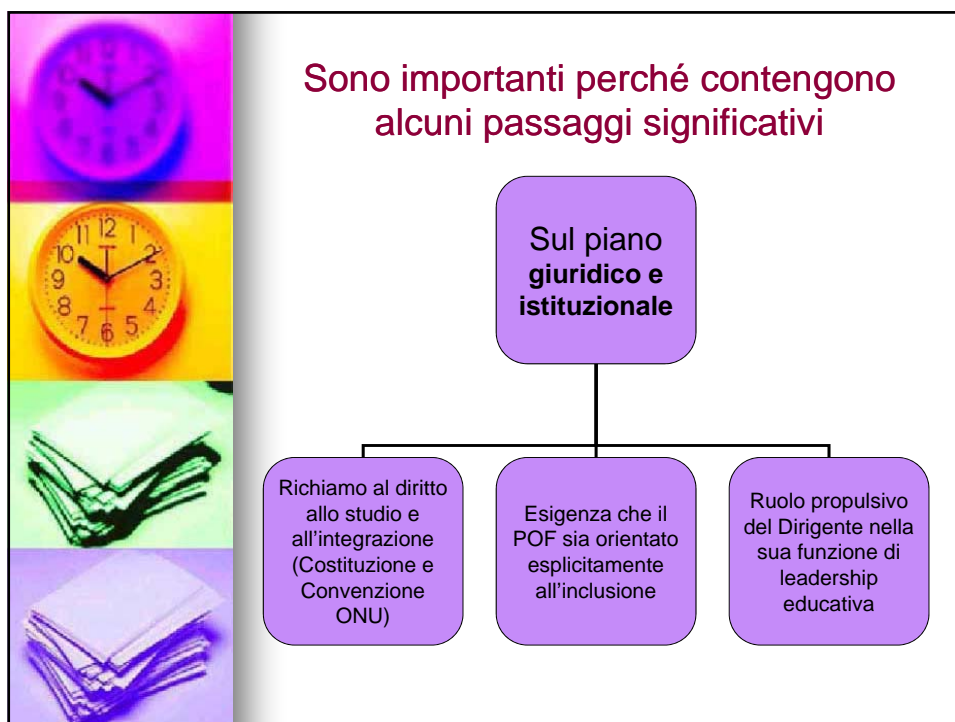 Sono importanti perché contengono
alcuni passaggi significativi
Sul piano
giuridico e
istituzionale
Richiamo al diritto
allo studio e
all’integrazione
(Costituzione e
Convenzione
ONU)
Esigenza che il
POF sia orientato
esplicitamente
all’inclusione
Ruolo propulsivo
del Dirigente nella
sua funzione di
leadership
educativa